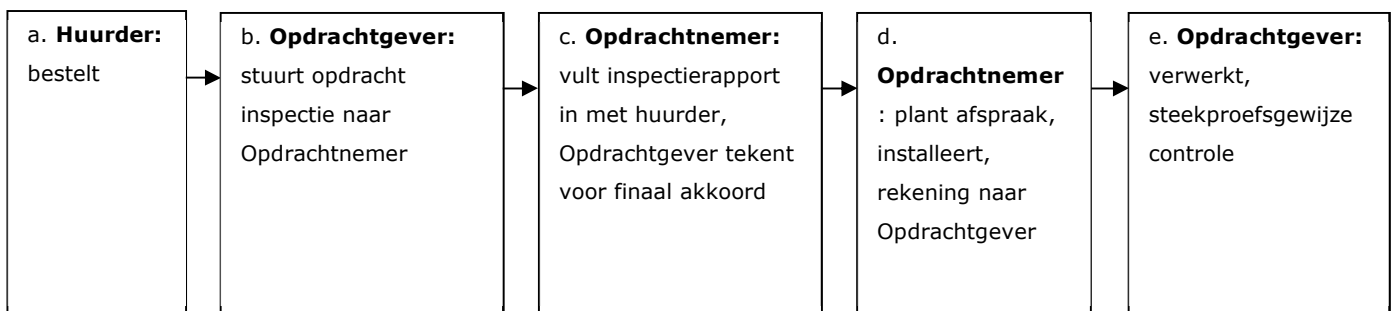 a. Huurder:
bestelt
b. Opdrachtgever:
stuurt opdracht
inspectie naar
Opdrachtnemer
c. Opdrachtnemer:
vult inspectierapport
in met huurder,
Opdrachtgever tekent
voor finaal akkoord
d.
Opdrachtnemer
: plant afspraak,
installeert,
rekening naar
Opdrachtgever
e. Opdrachtgever:
verwerkt,
steekproefsgewijze
controle